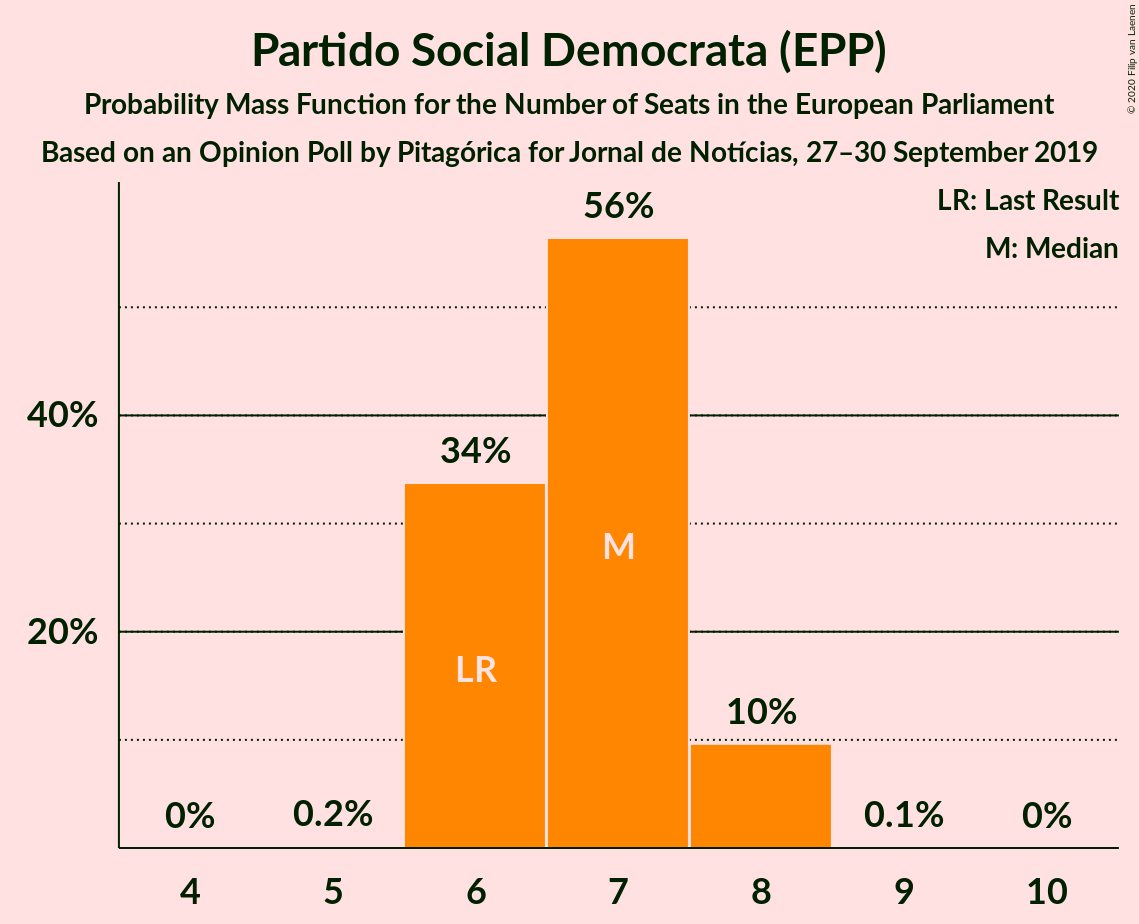 Partido Social Democrata (EPP)
Probability Mass Function for the Number of Seats in the European Parliament
Based on an Opinion Poll by Pitagórica for Jornal de Notícias, 27–30 September 2019
© 2020 Filip van Laenen
LR: Last Result
M: Median
56%
40%
34%
M
20%
LR
10%
0%
0.2%
0.1%
0%
4 5 6 7 8 9 10